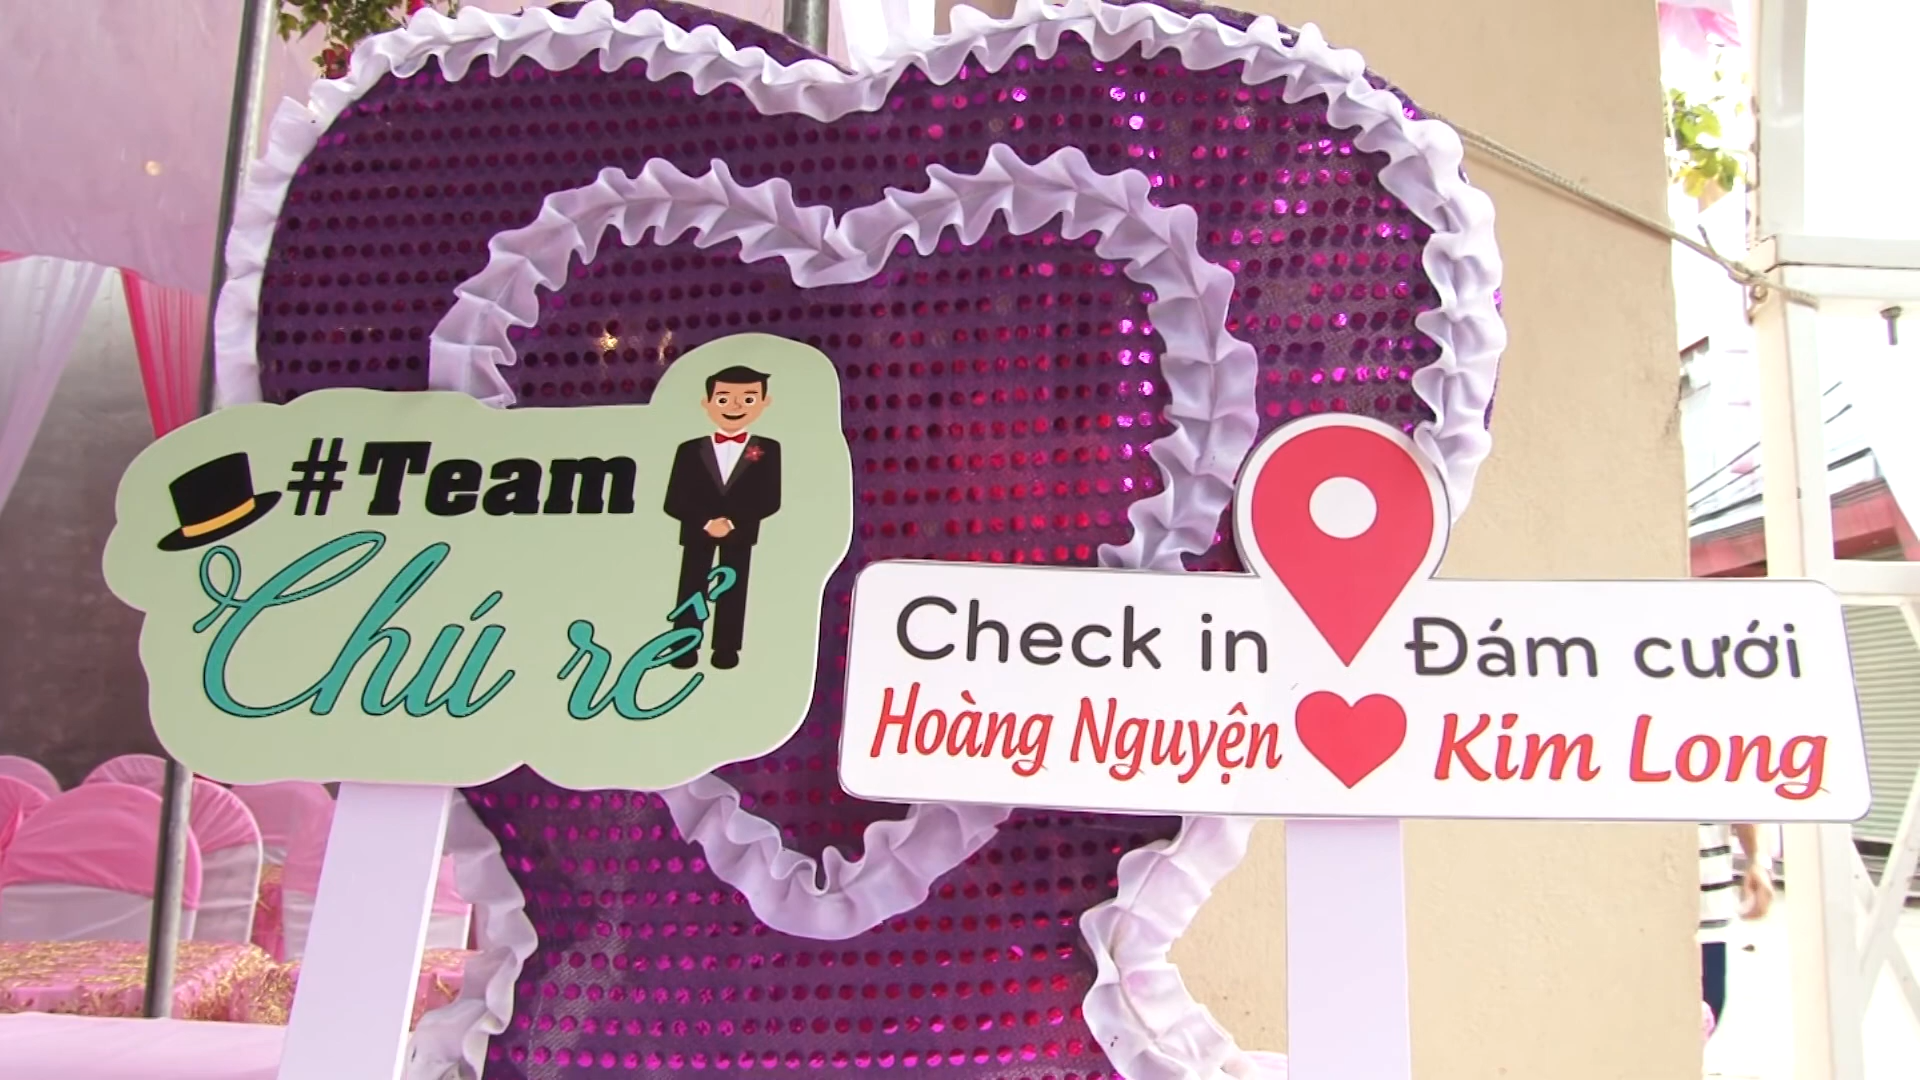 #Team
Chú rể
Check in Đám cưới
Hoàng Nguyện Kim Long